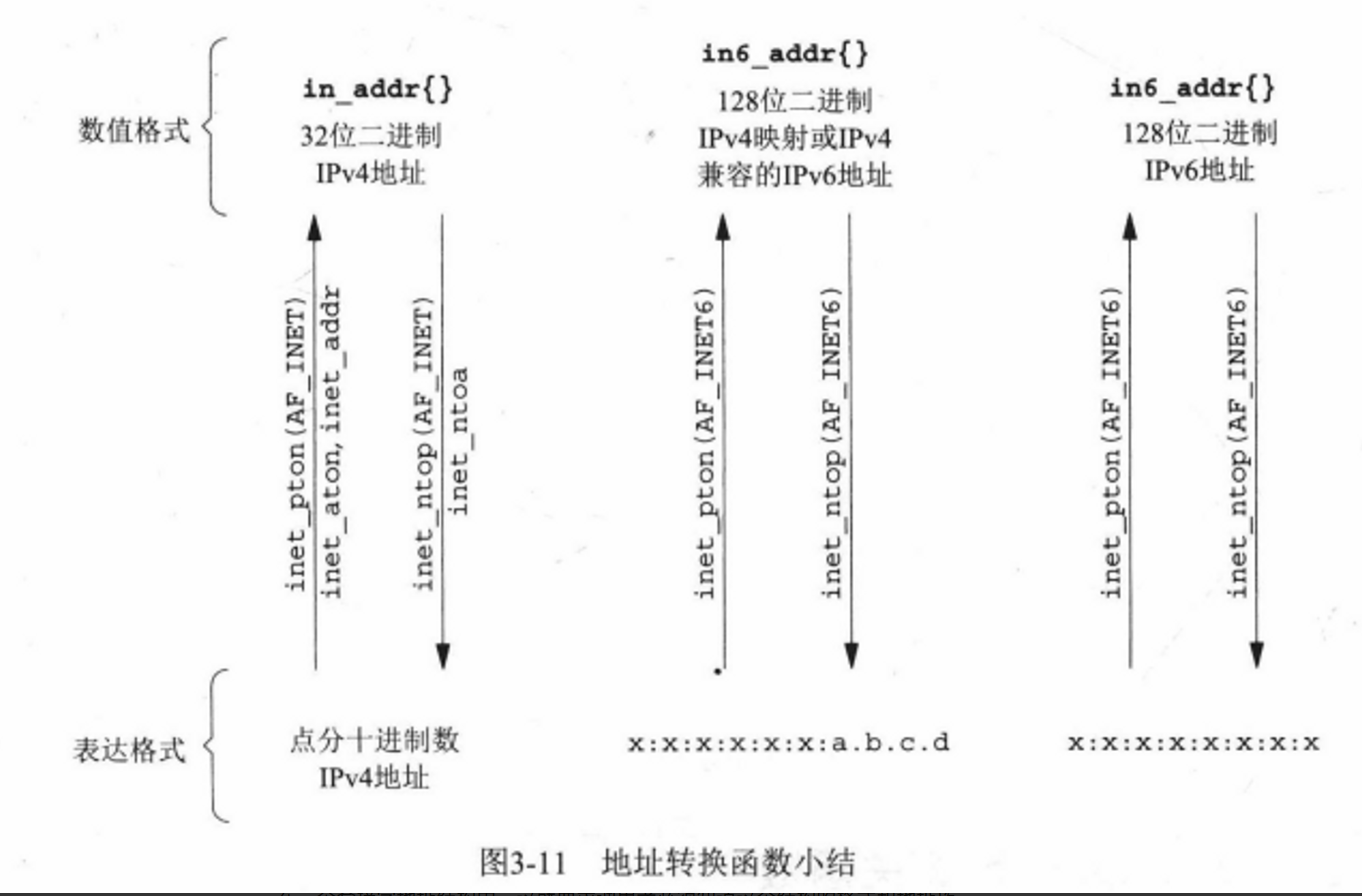 数值格式
in_addr{}
32位二进制
IPv4地址
in6_addr{}
128位二进制
IPv4映射或IPv4
兼容的IPv6地址
in6_addr{}
128位二进制
IPv6地址
inet_pton(AF_INET)
inet_aton,inet_addr
inet_ntop(AF_INET)
inet_ntoa
inet_pton(AF_INET6)
inet_ntop(AF_INET6)
inet_pton(AF_INET6)
inet_ntop(AF_INET6)
表达格式
点分十进制数
IPv4地址
x:x:x:x:x:x:a.b.c.d
x:x:x:x:x:x:x:x
图3-11 地址转换函数小结